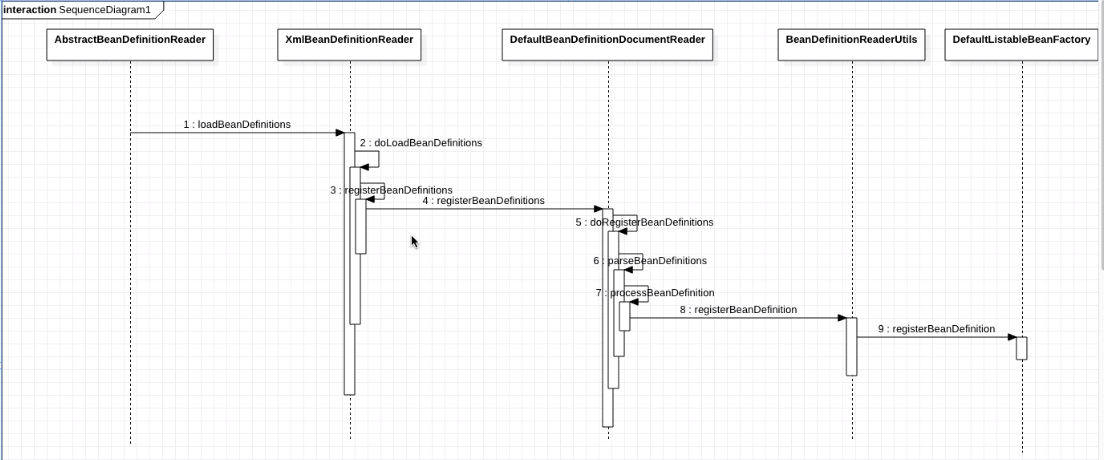 interaction SequenceDiagram1
AbstractBeanDefinitionReader
XmlBeanDefinitionReader
DefaultBeanDefinitionDocumentReader
BeanDefinitionReaderUtils
DefaultListableBeanFactory
1 : loadBeanDefinitions
2 : doLoadBeanDefinitions
3 : registerBeanDefinitions
4 : registerBeanDefinitions
5 : doRegisterBeanDefinitions
6 : parseBeanDefinitions
7 : processBeanDefinition
8 : registerBeanDefinition
9 : registerBeanDefinition